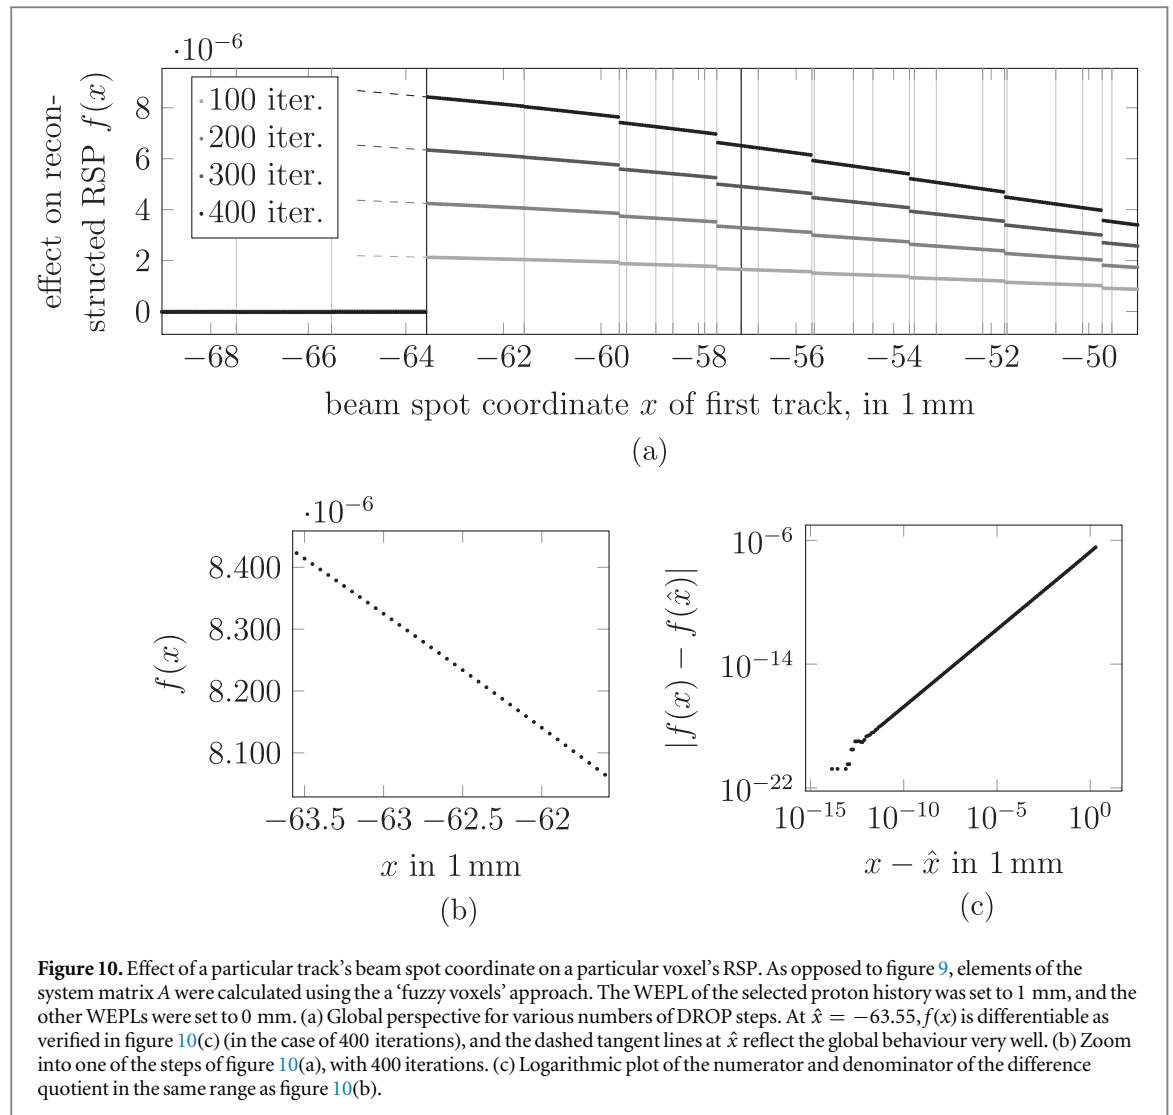 ·10⁻⁶
effect on recon-
structed RSP f(x)
8
6
4
2
0
100 iter.
200 iter.
300 iter.
400 iter.
−68 −66 −64 −62 −60 −58 −56 −54 −52 −50
beam spot coordinate x of first track, in 1 mm
(a)
·10⁻⁶
f(x)
8.400
8.300
8.200
8.100
−63.5 −63 −62.5 −62
x in 1 mm
(b)
|f(x) − f(x̂)|
10⁻⁶
10⁻¹⁴
10⁻²²
10⁻¹⁵ 10⁻¹⁰ 10⁻⁵ 10⁰
x − x̂ in 1 mm
(c)
Figure 10. Effect of a particular track's beam spot coordinate on a particular voxel's RSP. As opposed to figure 9, elements of the
system matrix A were calculated using the a 'fuzzy voxels' approach. The WEPL of the selected proton history was set to 1 mm, and the
other WEPLs were set to 0 mm. (a) Global perspective for various numbers of DROP steps. At x̂ = −63.55, f(x) is differentiable as
verified in figure 10(c) (in the case of 400 iterations), and the dashed tangent lines at x̂ reflect the global behaviour very well. (b) Zoom
into one of the steps of figure 10(a), with 400 iterations. (c) Logarithmic plot of the numerator and denominator of the difference
quotient in the same range as figure 10(b).